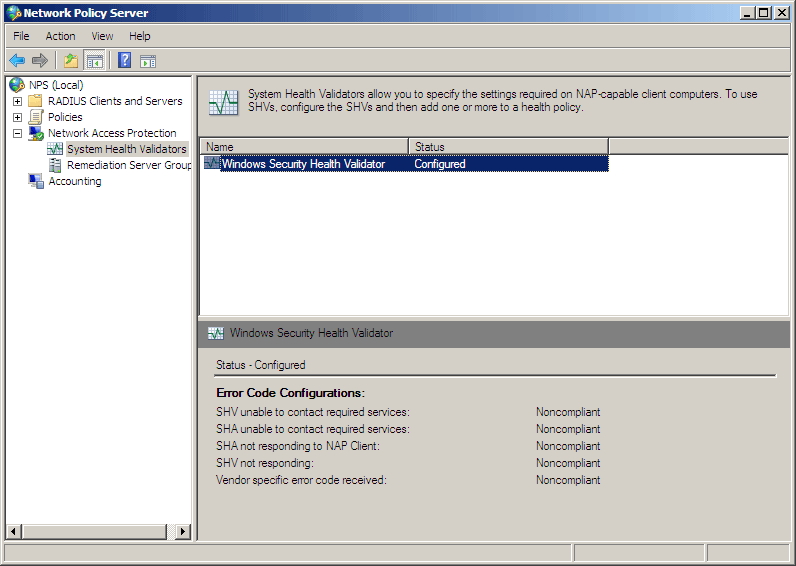 Network Policy Server
File Action View Help
NPS (Local)
RADIUS Clients and Servers
Policies
Network Access Protection
System Health Validators
Remediation Server Group
Accounting
System Health Validators allow you to specify the settings required on NAP-capable client computers. To use
SHVs, configure the SHVs and then add one or more to a health policy.
Name Status
Windows Security Health Validator Configured
Windows Security Health Validator
Status - Configured
Error Code Configurations:
SHV unable to contact required services: Noncompliant
SHA unable to contact required services: Noncompliant
SHA not responding to NAP Client: Noncompliant
SHV not responding: Noncompliant
Vendor specific error code received: Noncompliant